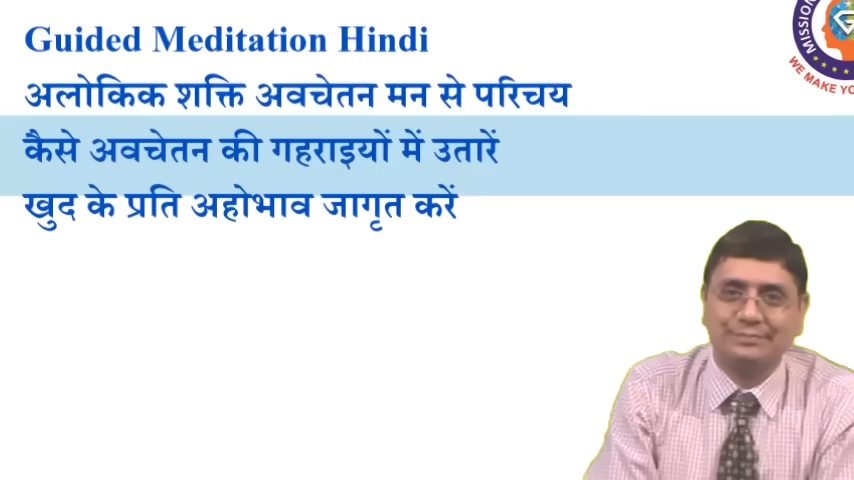 Guided Meditation Hindi
अलोकिक शक्ति अवचेतन मन से परिचय
कैसे अवचेतन की गहराइयों में उतारें
खुद के प्रति अहोभाव जागृत करें
MISSION
WE MAKE